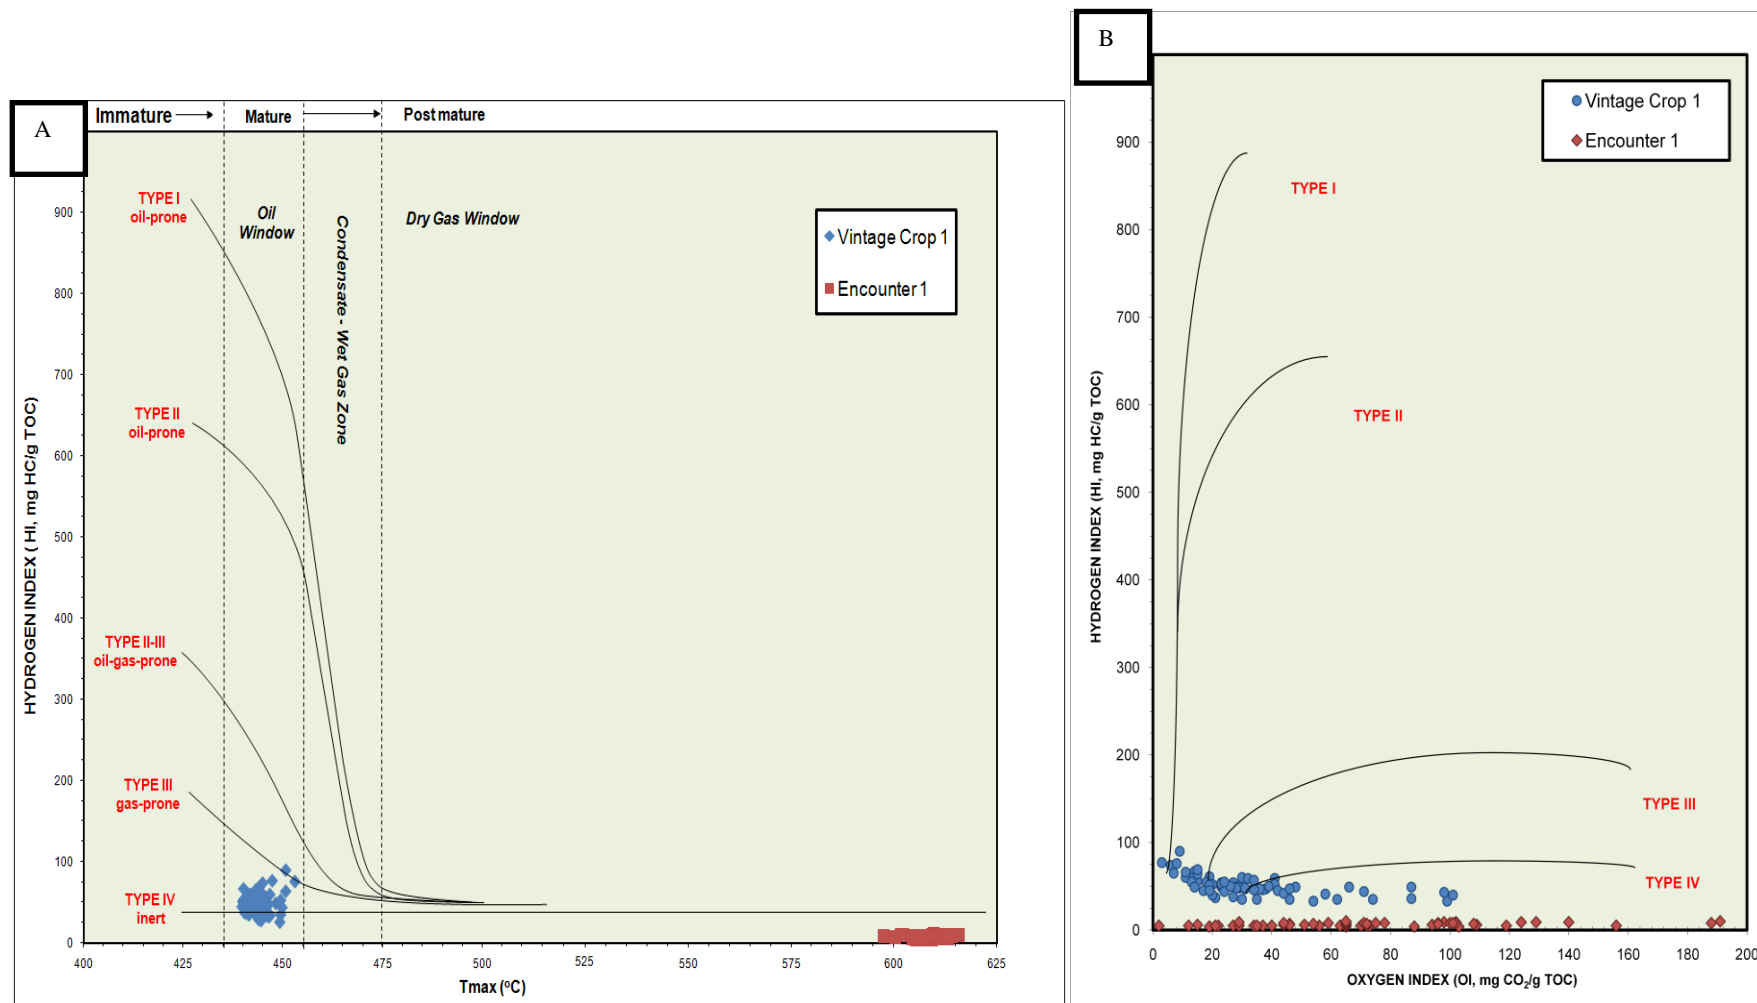 A
Immature
Mature
Post mature
TYPE I
oil-prone
Oil
Window
Condensate - Wet Gas Zone
Dry Gas Window
Vintage Crop 1
Encounter 1
TYPE II
oil-prone
TYPE II-III
oil-gas-prone
TYPE III
gas-prone
TYPE IV
inert
HYDROGEN INDEX ( HI, mg HC/g TOC)
900
800
700
600
500
400
300
200
100
0
400
425
450
475
500
525
550
575
600
625
Tmax (ºC)
B
Vintage Crop 1
Encounter 1
TYPE I
TYPE II
TYPE III
TYPE IV
HYDROGEN INDEX (HI, mg HC/g TOC)
900
800
700
600
500
400
300
200
100
0
0
20
40
60
80
100
120
140
160
180
200
OXYGEN INDEX (OI, mg CO₂/g TOC)